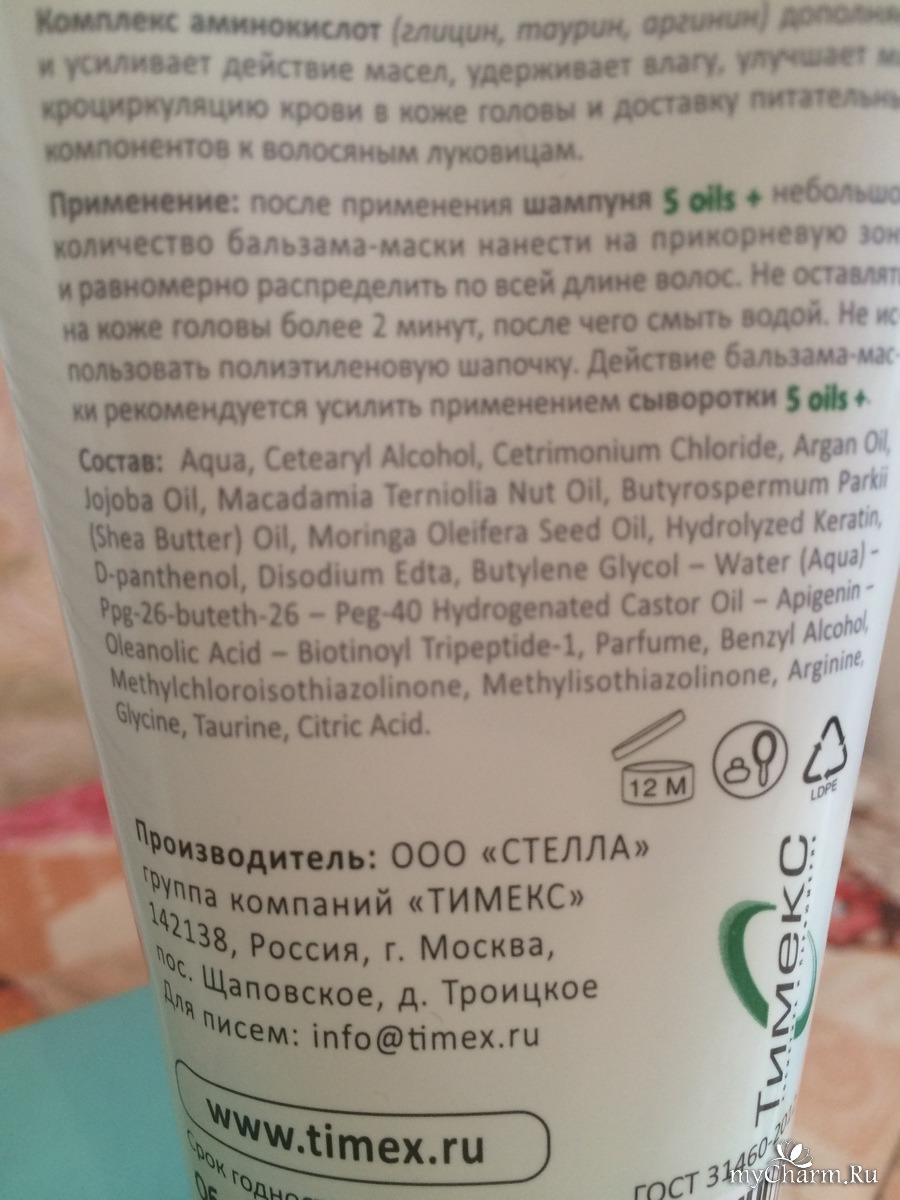 Комплекс аминокислот (глицин, таурин, аргинин) дополня
и усиливает действие масел, удерживает влагу, улучшает ми
кроциркуляцию крови в коже головы и доставку питательны
компонентов к волосяным луковицам.
Применение: после применения шампуня 5 oils + небольшо
количество бальзама-маски нанести на прикорневую зон
и равномерно распределить по всей длине волос. Не оставлят
на коже головы более 2 минут, после чего смыть водой. Не ис-
пользовать полиэтиленовую шапочку. Действие бальзама-мас-
ки рекомендуется усилить применением сыворотки 5 oils +.
Состав: Aqua, Cetearyl Alcohol, Cetrimonium Chloride, Argan Oil,
Jojoba Oil, Macadamia Terniolia Nut Oil, Butyrospermum Parkii
(Shea Butter) Oil, Moringa Oleifera Seed Oil, Hydrolyzed Keratin,
D-panthenol, Disodium Edta, Butylene Glycol – Water (Aqua) –
Ppg-26-buteth-26 – Peg-40 Hydrogenated Castor Oil – Apigenin –
Oleanolic Acid – Biotinoyl Tripeptide-1, Parfume, Benzyl Alcohol,
Methylchloroisothiazolinone, Methylisothiazolinone, Arginine,
Glycine, Taurine, Citric Acid.
12 M
LDPE
Производитель: ООО «СТЕЛЛА»
группа компаний «ТИМЕКС»
142138, Россия, г. Москва,
пос. Щаповское, д. Троицкое
Для писем: info@timex.ru
Тимекс
www.timex.ru
Срок годнос
ГОСТ 31460-201
myCharm.Ru